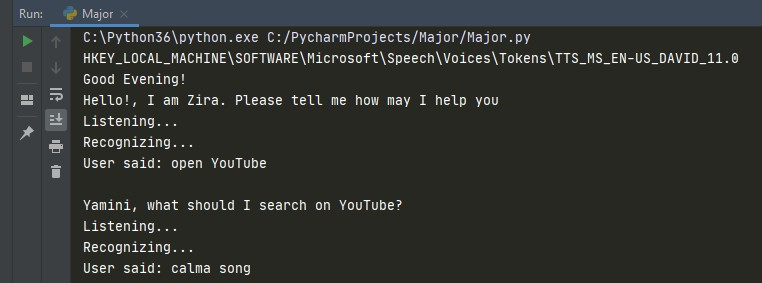 Run: Major
C:\Python36\python.exe C:/PycharmProjects/Major/Major.py
HKEY_LOCAL_MACHINE\SOFTWARE\Microsoft\Speech\Voices\Tokens\TTS_MS_EN-US_DAVID_11.0
Good Evening!
Hello!, I am Zira. Please tell me how may I help you
Listening...
Recognizing...
User said: open YouTube
Yamini, what should I search on YouTube?
Listening...
Recognizing...
User said: calma song